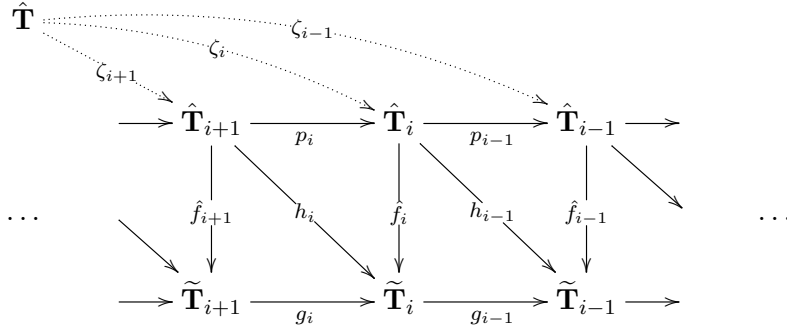 T̂ ζ_{i−1}
ζ_i
ζ_{i+1}
T̂_{i+1} T̂_i T̂_{i−1}
p_i p_{i−1}
⋯ f̂_{i+1} h_i f̂_i h_{i−1} f̂_{i−1} ⋯
T̃_{i+1} T̃_i T̃_{i−1}
g_i g_{i−1}